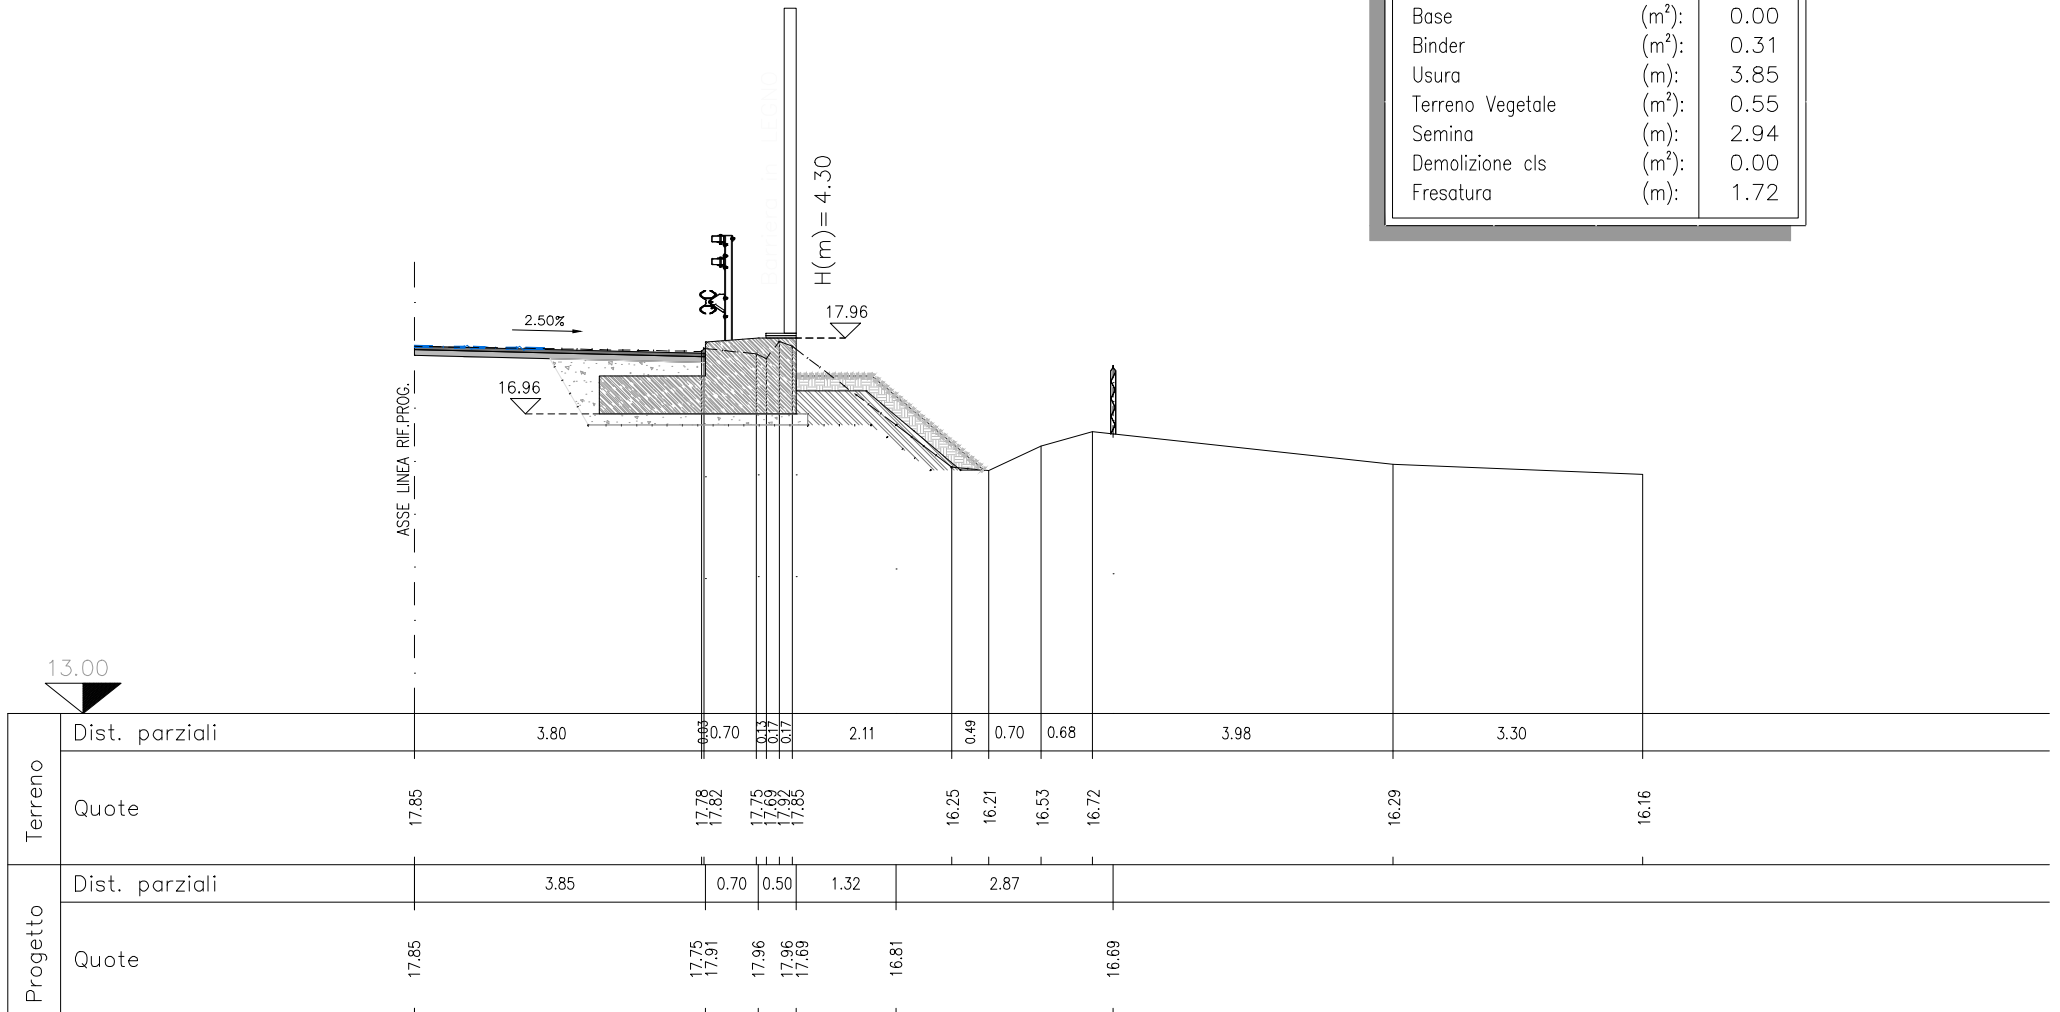 Base (m²): 0.00
Binder (m²): 0.31
Usura (m): 3.85
Terreno Vegetale (m²): 0.55
Semina (m): 2.94
Demolizione cls (m²): 0.00
Fresatura (m): 1.72
H(m)= 4.30
17.96
2.50%
16.96
ASSE LINEA RIF.PROG.
13.00
Terreno
Dist. parziali 3.80 0.03 0.70 0.13 0.17 0.17 2.11 0.49 0.70 0.68 3.98 3.30
Quote 17.85 17.78 17.82 17.75 17.69 17.92 17.85 16.25 16.21 16.53 16.72 16.29 16.16
Progetto
Dist. parziali 3.85 0.70 0.50 1.32 2.87
Quote 17.85 17.75 17.91 17.96 17.96 17.69 16.81 16.69